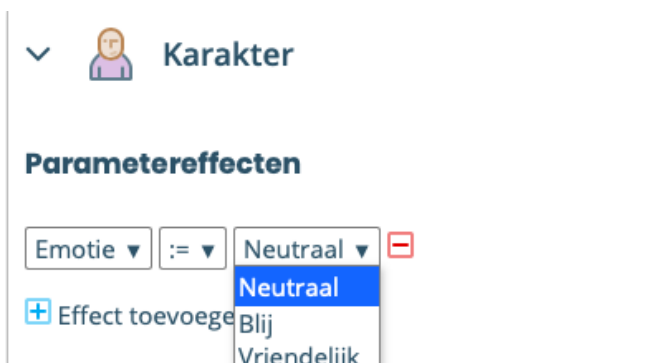 Karakter
Parametereffecten
Emotie ▼ := ▼ Neutraal ▼
Neutraal
Effect toevoege
Blij
Vriendelijk